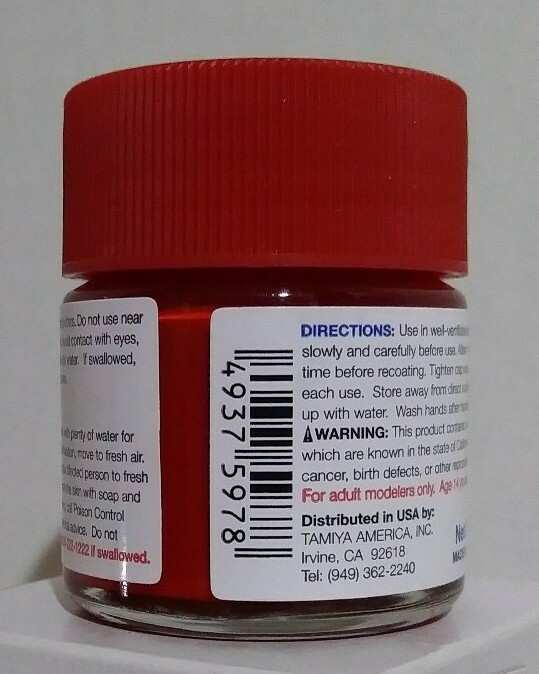 Do not use near
contact with eyes,
water. If swallowed,
with plenty of water for
move to fresh air.
person to fresh
the skin with soap and
call Poison Control
advice. Do not
-222-1222 if swallowed.
4937 5978
DIRECTIONS: Use in well-ventilated
slowly and carefully before use.
time before recoating. Tighten cap
each use. Store away from direct
up with water. Wash hands after
WARNING: This product contains
which are known in the state of
cancer, birth defects, or other
For adult modelers only. Age 14
Distributed in USA by:
TAMIYA AMERICA, INC.
Irvine, CA 92618
Tel: (949) 362-2240